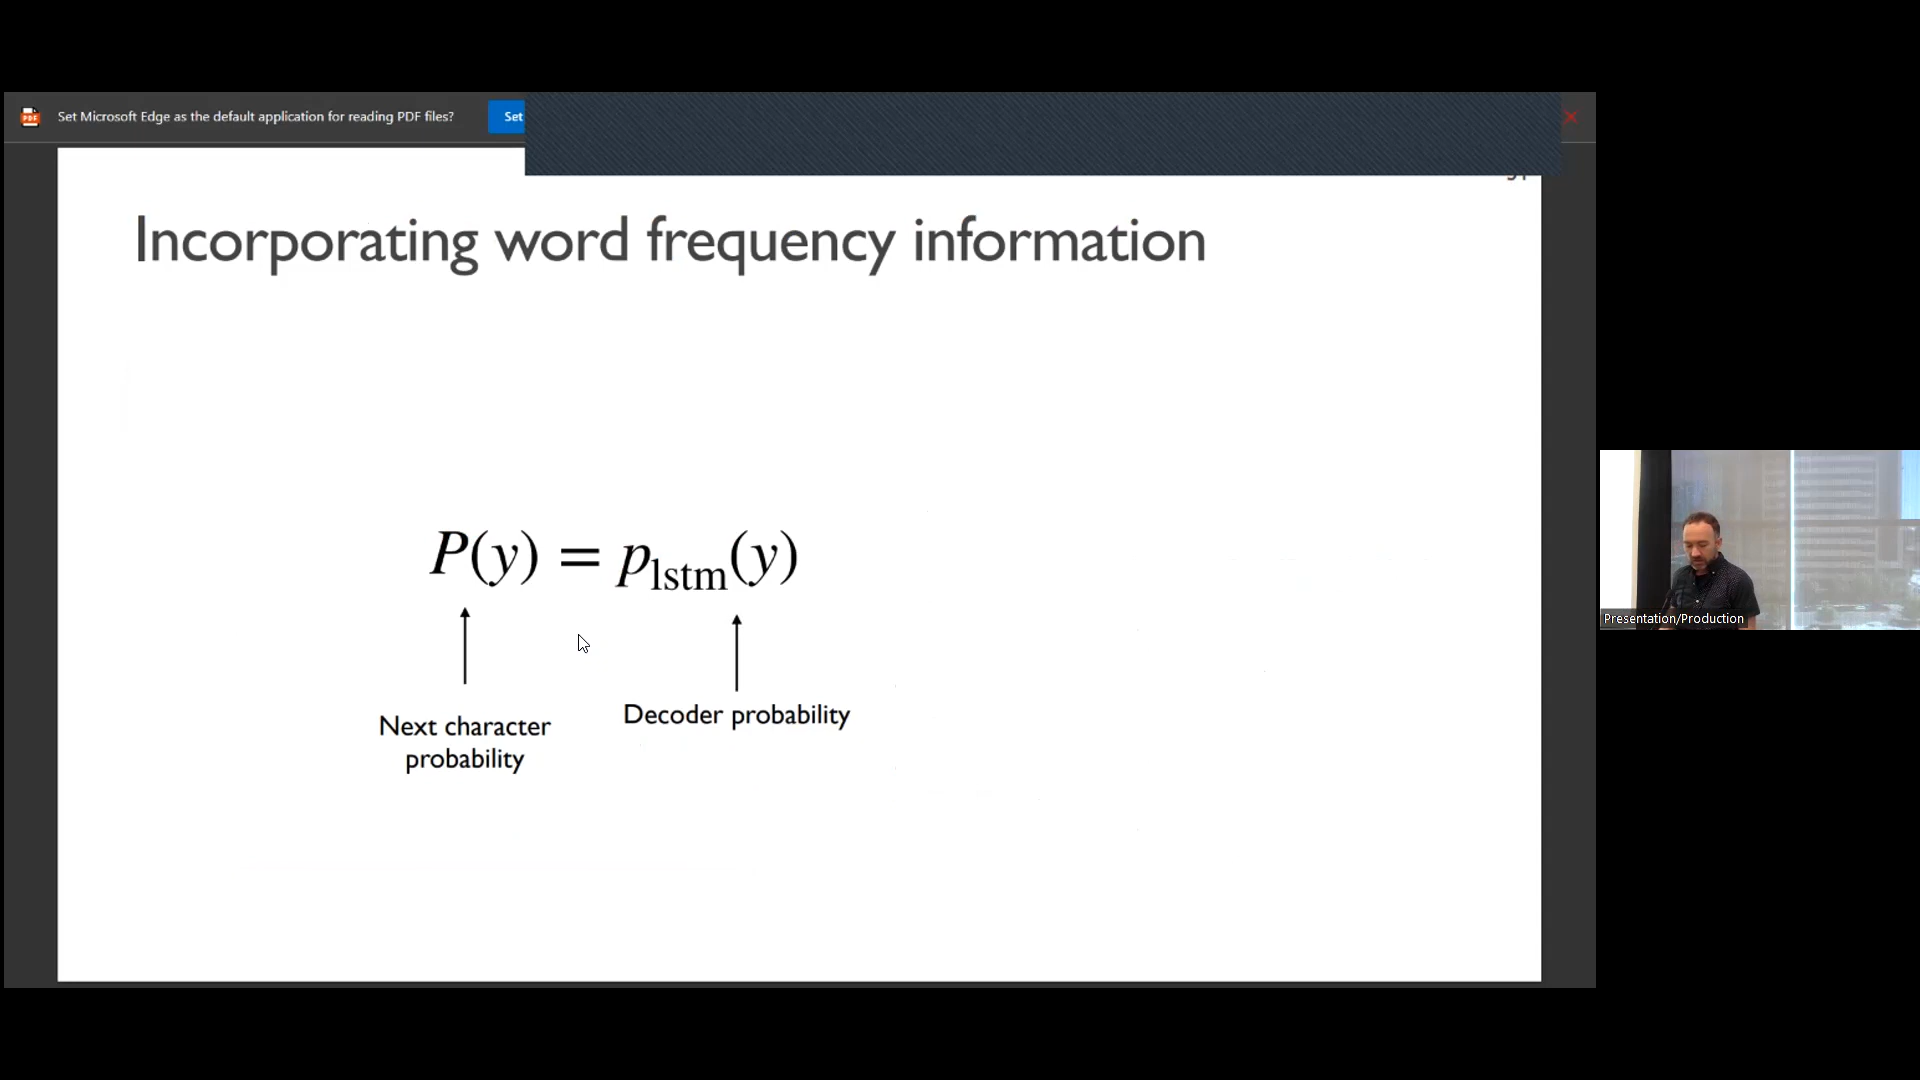 PDF
Set Microsoft Edge as the default application for reading PDF files?
Set
Incorporating word frequency information
P(y) = p_lstm(y)
Next character
probability
Decoder probability
Presentation/Production